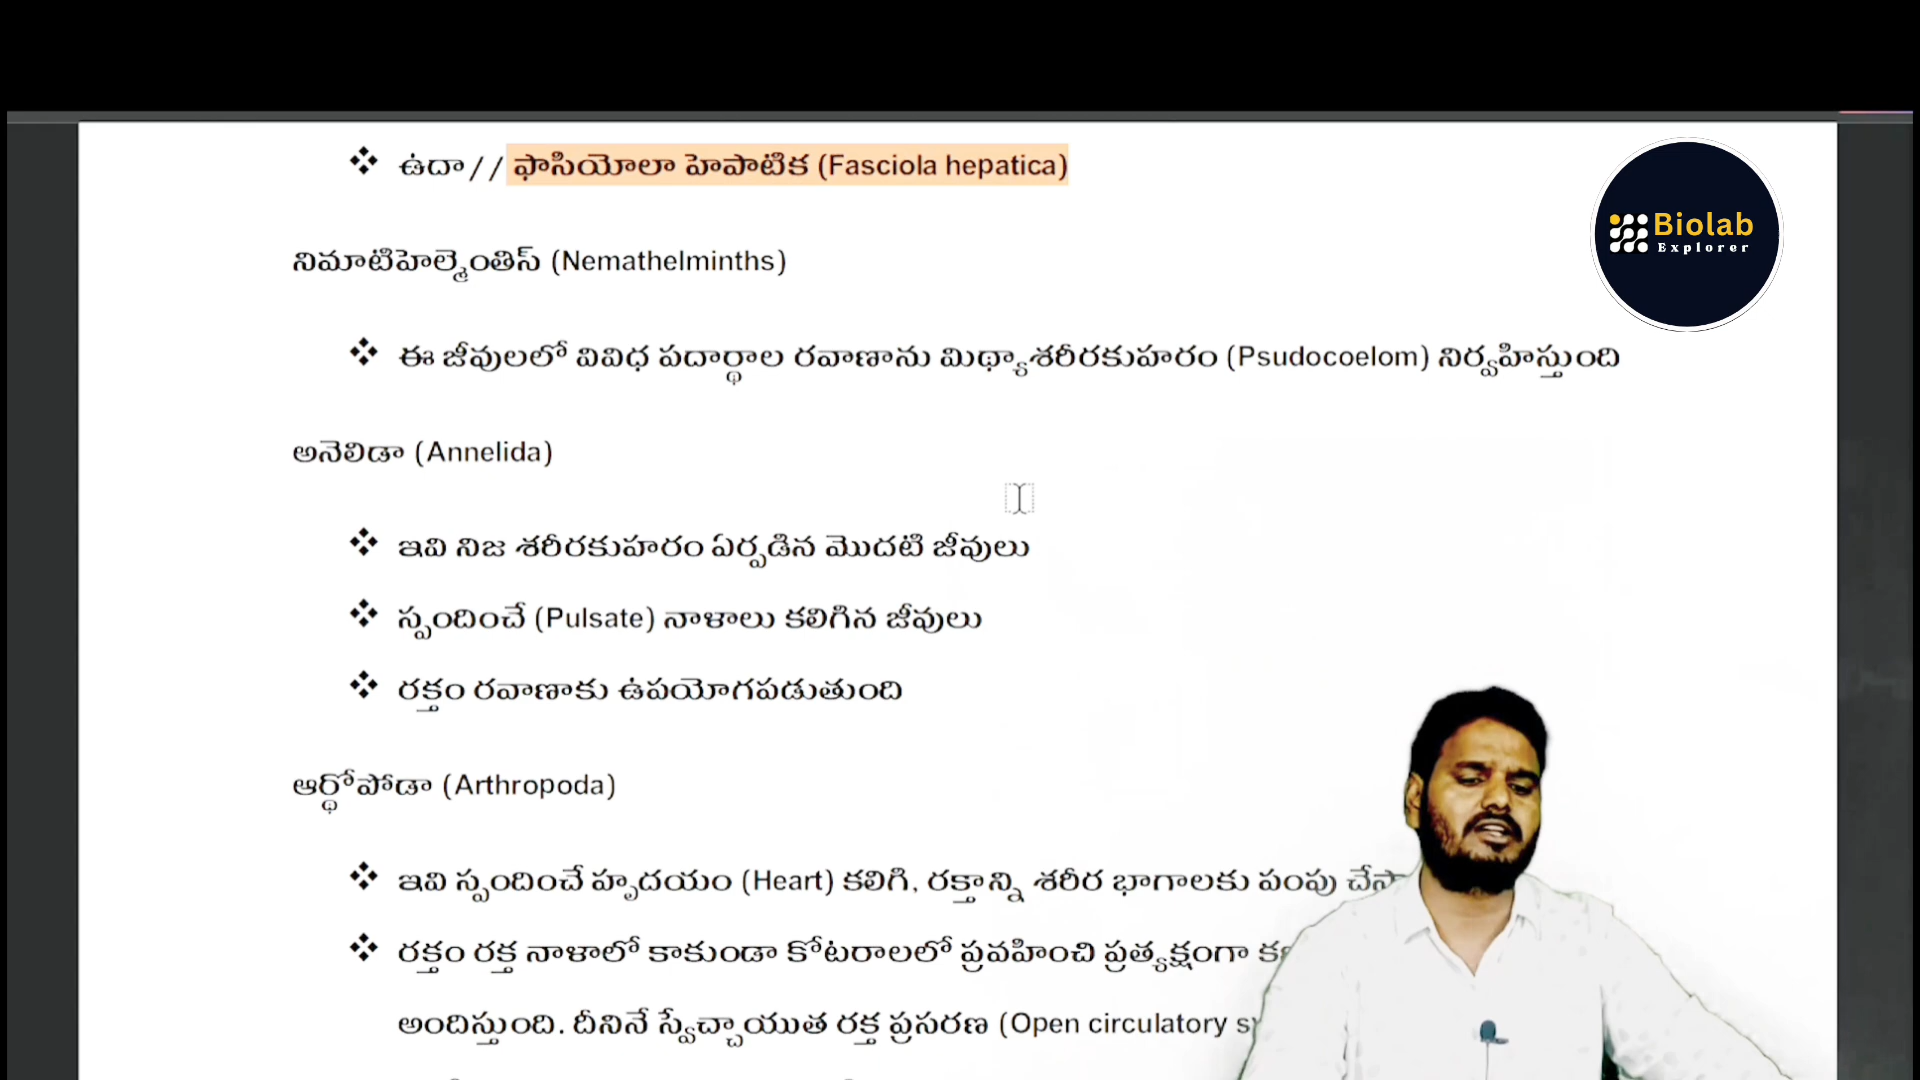 ❖ ఉదా// ఫాసియోలా హెపాటిక (Fasciola hepatica)
Biolab
Explorer
నిమాటిహెల్మెంతిస్ (Nemathelminths)
❖ ఈ జీవులలో వివిధ పదార్థాల రవాణాను మిథ్యాశరీరకుహరం (Psudocoelom) నిర్వహిస్తుంది
అనెలిడా (Annelida)
❖ ఇవి నిజ శరీరకుహరం ఏర్పడిన మొదటి జీవులు
❖ స్పందించే (Pulsate) నాళాలు కలిగిన జీవులు
❖ రక్తం రవాణాకు ఉపయోగపడుతుంది
ఆర్థోపోడా (Arthropoda)
❖ ఇవి స్పందించే హృదయం (Heart) కలిగి, రక్తాన్ని శరీర భాగాలకు పంపు
❖ రక్తం రక్త నాళాలో కాకుండా కోటరాలలో ప్రవహించి ప్రత్యక్షంగా
అందిస్తుంది. దీనినే స్వేచ్చాయుత రక్త ప్రసరణ (Open circulatory